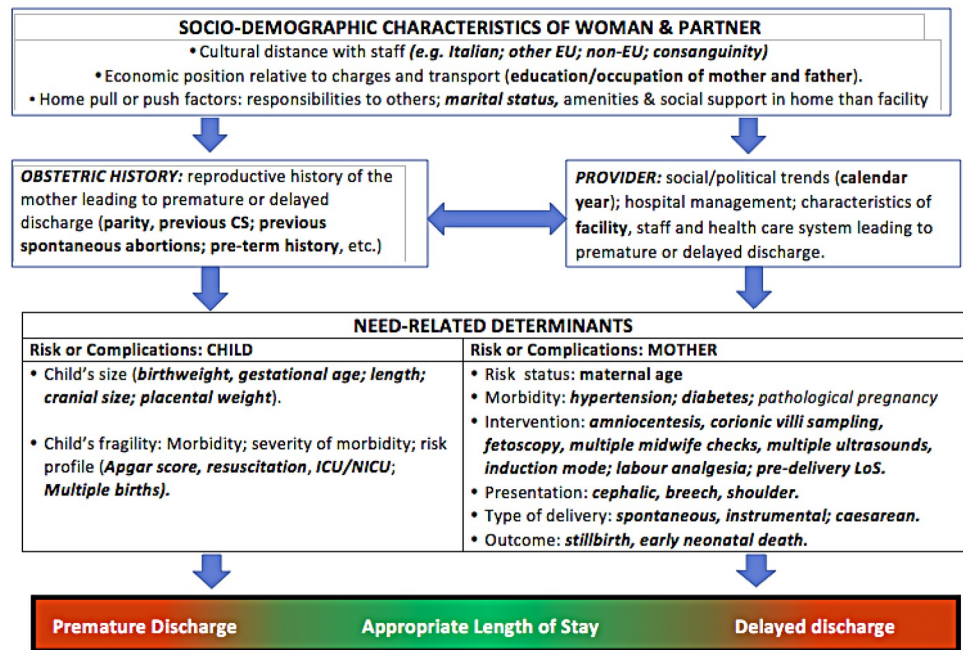 SOCIO-DEMOGRAPHIC CHARACTERISTICS OF WOMAN & PARTNER
• Cultural distance with staff (e.g. Italian; other EU; non-EU; consanguinity)
• Economic position relative to charges and transport (education/occupation of mother and father).
• Home pull or push factors: responsibilities to others; marital status, amenities & social support in home than facility
OBSTETRIC HISTORY: reproductive history of the
mother leading to premature or delayed
discharge (parity, previous CS; previous
spontaneous abortions; pre-term history, etc.)
PROVIDER: social/political trends (calendar
year); hospital management; characteristics of
facility, staff and health care system leading to
premature or delayed discharge.
NEED-RELATED DETERMINANTS
Risk or Complications: CHILD
• Child's size (birthweight, gestational age; length;
cranial size; placental weight).
• Child's fragility: Morbidity; severity of morbidity; risk
profile (Apgar score, resuscitation, ICU/NICU;
Multiple births).
Risk or Complications: MOTHER
• Risk status: maternal age
• Morbidity: hypertension; diabetes; pathological pregnancy
• Intervention: amniocentesis, corionic villi sampling,
fetoscopy, multiple midwife checks, multiple ultrasounds,
induction mode; labour analgesia; pre-delivery LoS.
• Presentation: cephalic, breech, shoulder.
• Type of delivery: spontaneous, instrumental; caesarean.
• Outcome: stillbirth, early neonatal death.
Premature Discharge
Appropriate Length of Stay
Delayed discharge